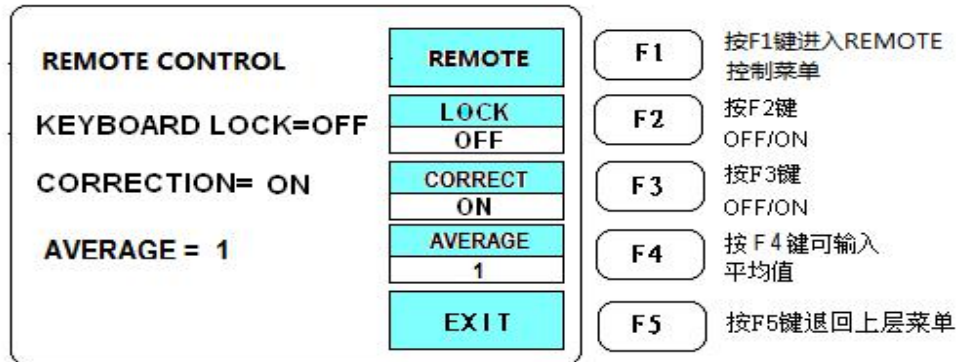 REMOTE CONTROL
REMOTE
F1
按F1键进入REMOTE
控制菜单
KEYBOARD LOCK=OFF
LOCK
OFF
F2
按F2键
OFF/ON
CORRECTION= ON
CORRECT
ON
F3
按F3键
OFF/ON
AVERAGE = 1
AVERAGE
1
F4
按F4键可输入
平均值
EXIT
F5
按F5键退回上层菜单